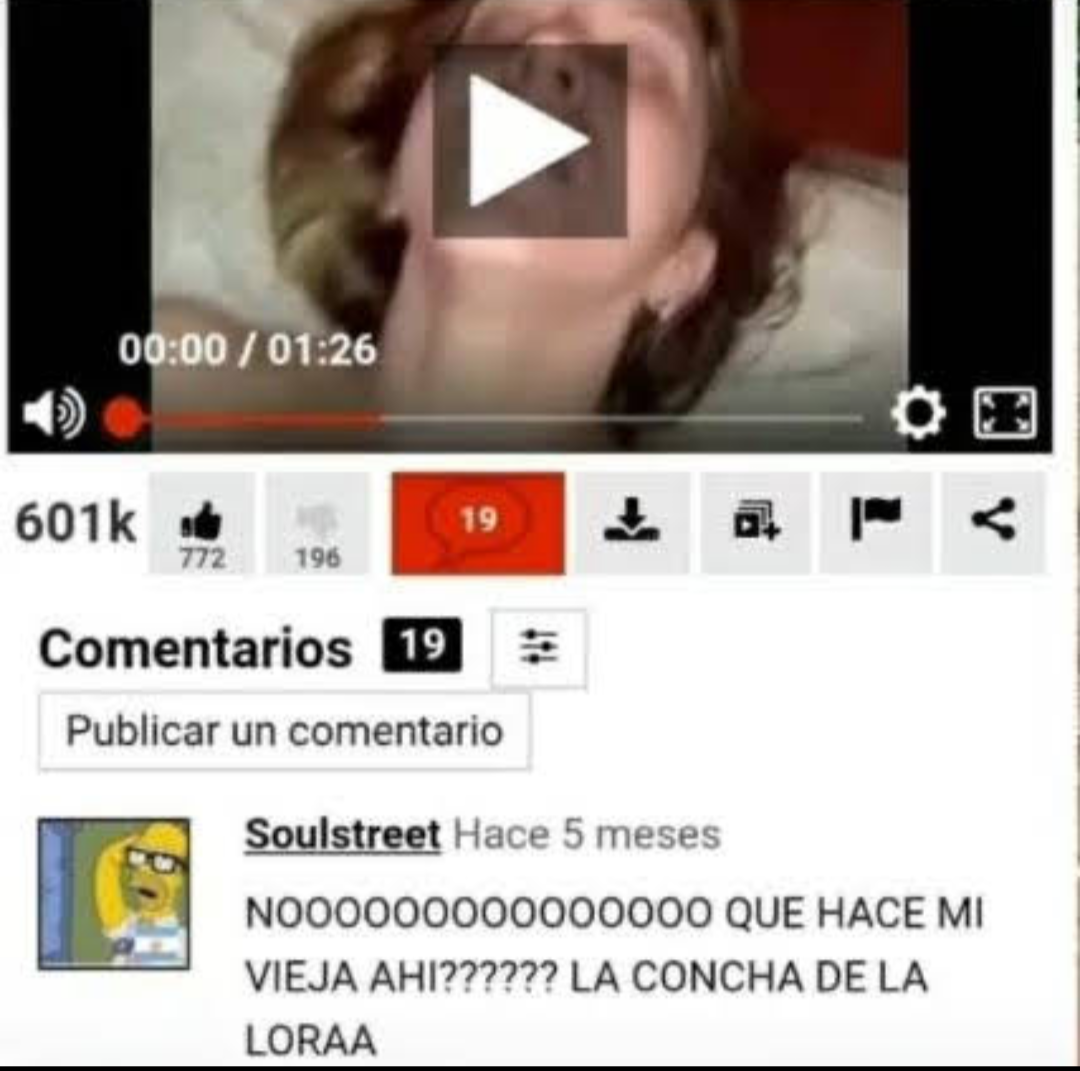 00:00 / 01:26
601k
772
196
19
Comentarios 19
Publicar un comentario
Soulstreet Hace 5 meses
NOOOOOOOOOOOOOOOO QUE HACE MI
VIEJA AHI?????? LA CONCHA DE LA
LORAA